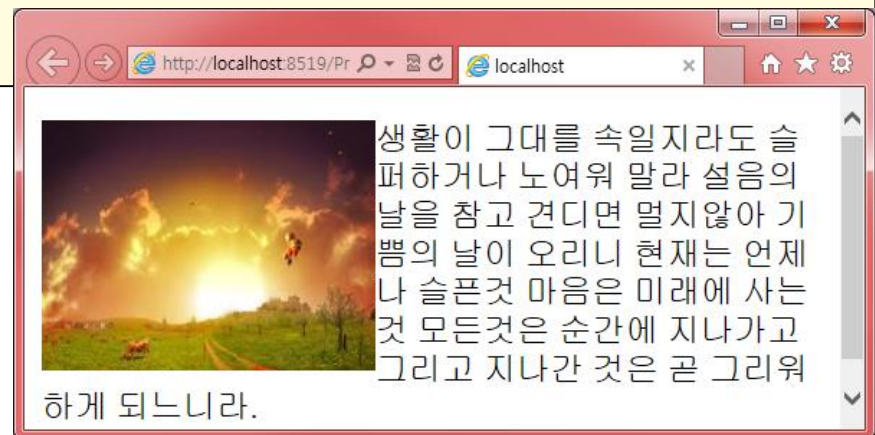 http://localhost:8519/Pr
localhost
생활이 그대를 속일지라도 슬
퍼하거나 노여워 말라 설음의
날을 참고 견디면 멀지않아 기
쁨의 날이 오리니 현재는 언제
나 슬픈것 마음은 미래에 사는
것 모든것은 순간에 지나가고
그리고 지나간 것은 곧 그리워
하게 되느니라.